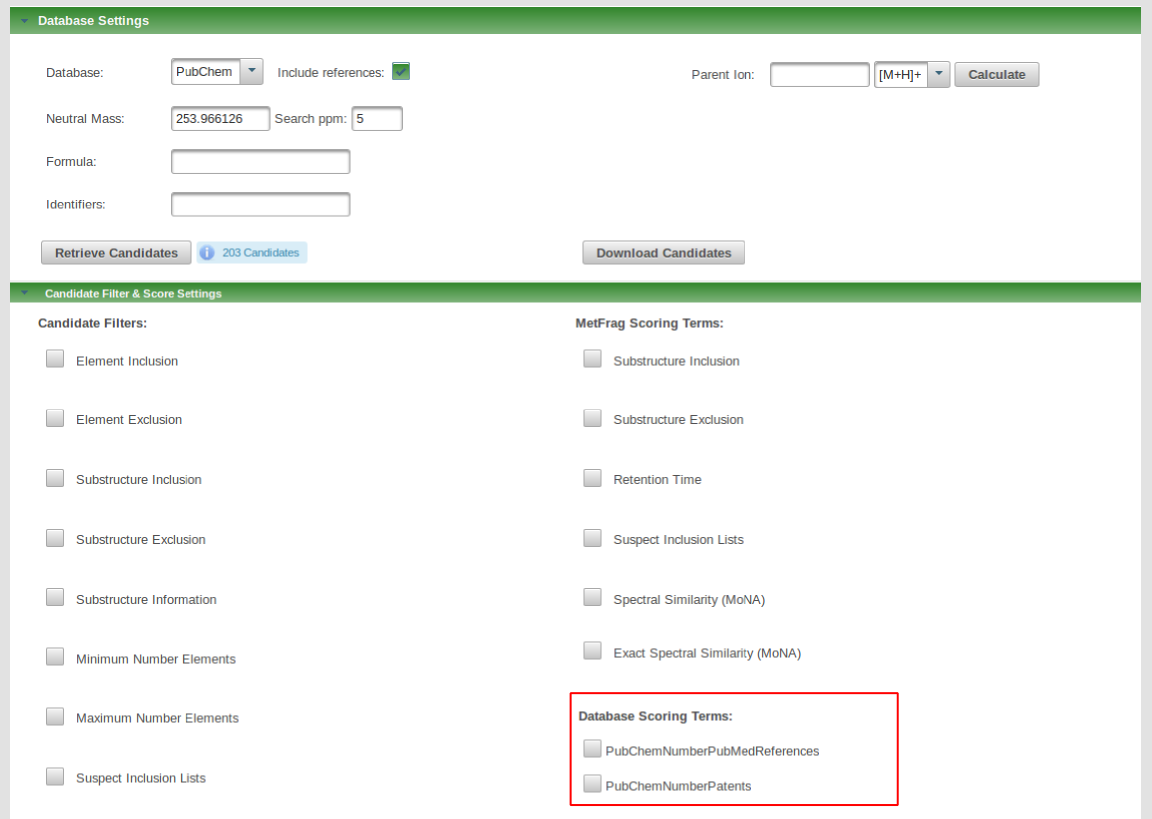 Database Settings
Database: PubChem Include references: Parent Ion: [M+H]+ Calculate
Neutral Mass: 253.966126 Search ppm: 5
Formula:
Identifiers:
Retrieve Candidates 203 Candidates Download Candidates
Candidate Filter & Score Settings
Candidate Filters: MetFrag Scoring Terms:
Element Inclusion Substructure Inclusion
Element Exclusion Substructure Exclusion
Substructure Inclusion Retention Time
Substructure Exclusion Suspect Inclusion Lists
Substructure Information Spectral Similarity (MoNA)
Minimum Number Elements Exact Spectral Similarity (MoNA)
Maximum Number Elements Database Scoring Terms:
PubChemNumberPubMedReferences
Suspect Inclusion Lists PubChemNumberPatents